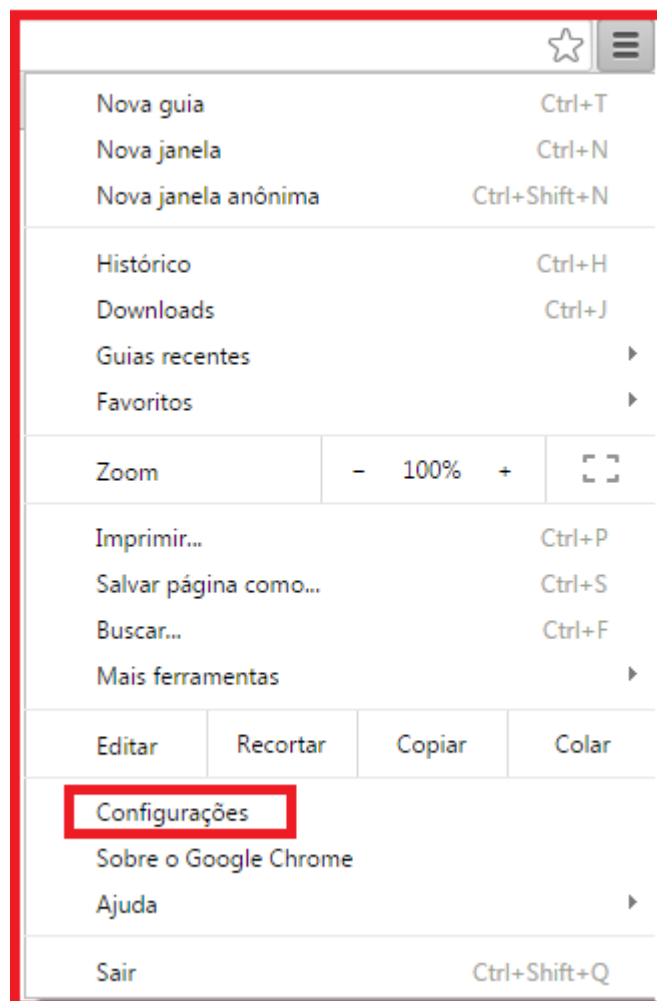 Nova guia Ctrl+T
Nova janela Ctrl+N
Nova janela anônima Ctrl+Shift+N
Histórico Ctrl+H
Downloads Ctrl+J
Guias recentes
Favoritos
Zoom − 100% +
Imprimir... Ctrl+P
Salvar página como... Ctrl+S
Buscar... Ctrl+F
Mais ferramentas
Editar Recortar Copiar Colar
Configurações
Sobre o Google Chrome
Ajuda
Sair Ctrl+Shift+Q